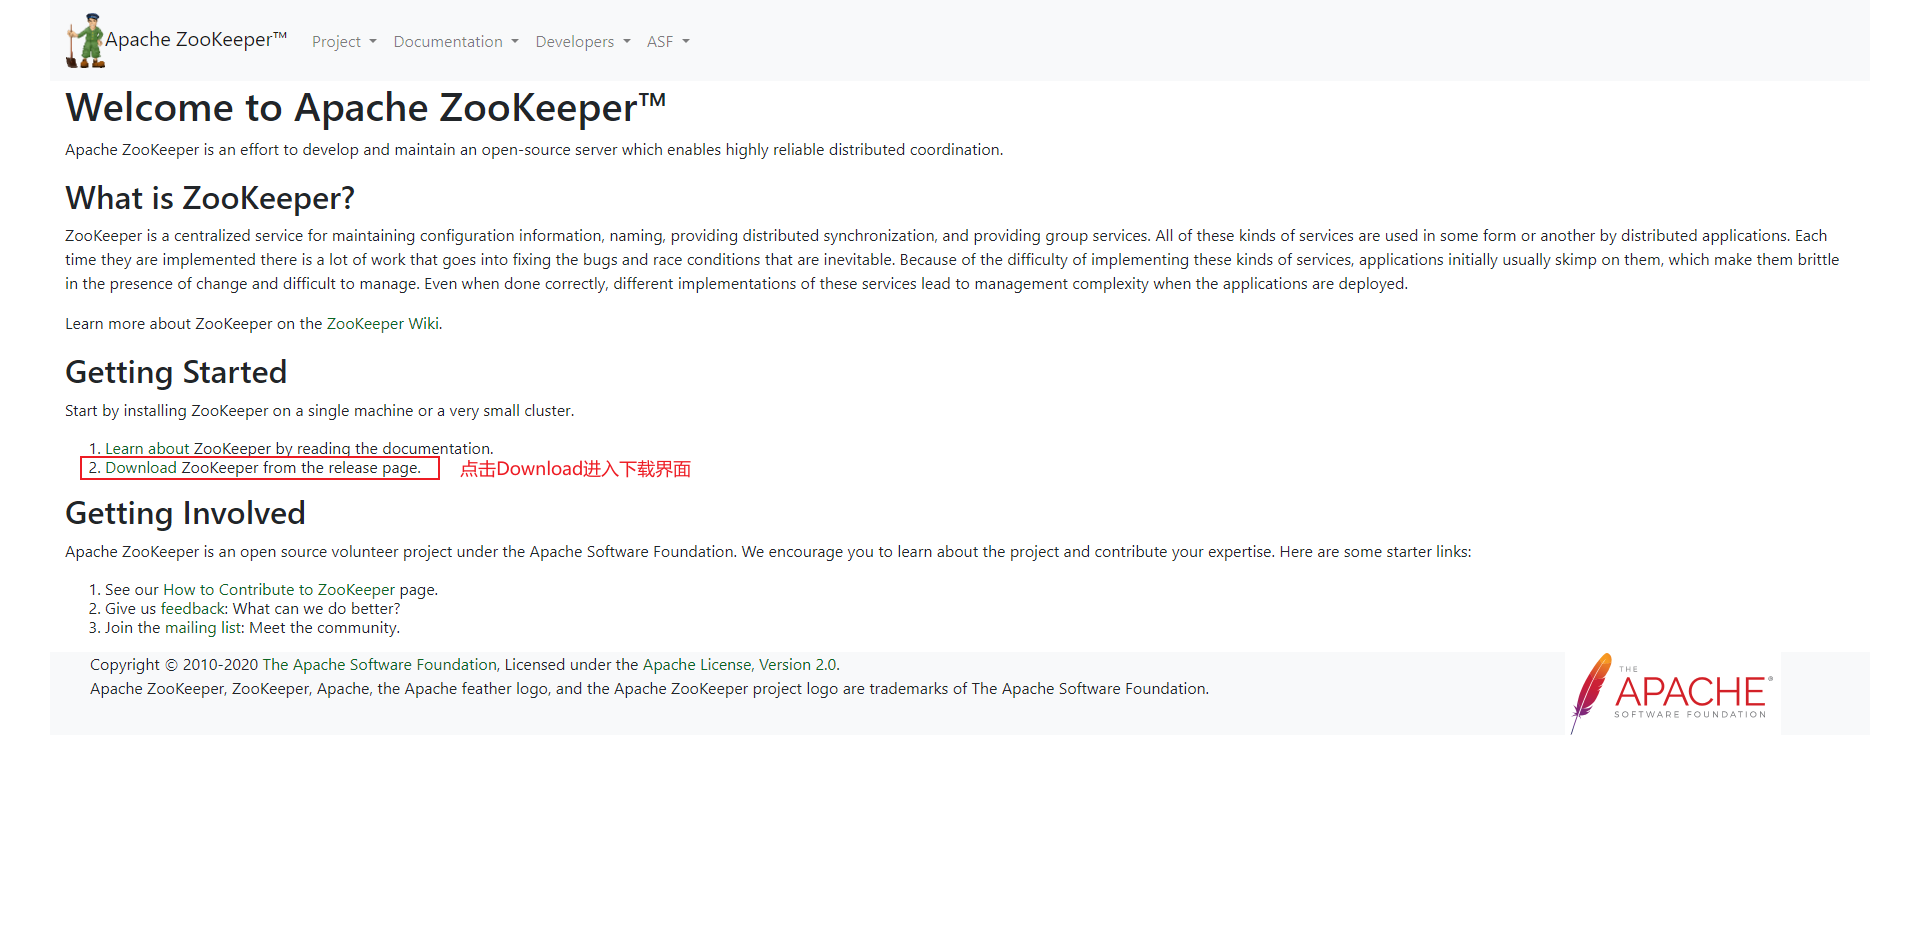 Apache ZooKeeper™ Project Documentation Developers ASF
Welcome to Apache ZooKeeper™
Apache ZooKeeper is an effort to develop and maintain an open-source server which enables highly reliable distributed coordination.
What is ZooKeeper?
ZooKeeper is a centralized service for maintaining configuration information, naming, providing distributed synchronization, and providing group services. All of these kinds of services are used in some form or another by distributed applications. Each
time they are implemented there is a lot of work that goes into fixing the bugs and race conditions that are inevitable. Because of the difficulty of implementing these kinds of services, applications initially usually skimp on them, which make them brittle
in the presence of change and difficult to manage. Even when done correctly, different implementations of these services lead to management complexity when the applications are deployed.
Learn more about ZooKeeper on the ZooKeeper Wiki.
Getting Started
Start by installing ZooKeeper on a single machine or a very small cluster.
1. Learn about ZooKeeper by reading the documentation.
2. Download ZooKeeper from the release page. 点击Download进入下载界面
Getting Involved
Apache ZooKeeper is an open source volunteer project under the Apache Software Foundation. We encourage you to learn about the project and contribute your expertise. Here are some starter links:
1. See our How to Contribute to ZooKeeper page.
2. Give us feedback: What can we do better?
3. Join the mailing list: Meet the community.
Copyright © 2010-2020 The Apache Software Foundation, Licensed under the Apache License, Version 2.0.
Apache ZooKeeper, ZooKeeper, Apache, the Apache feather logo, and the Apache ZooKeeper project logo are trademarks of The Apache Software Foundation.
THE
APACHE®
SOFTWARE FOUNDATION